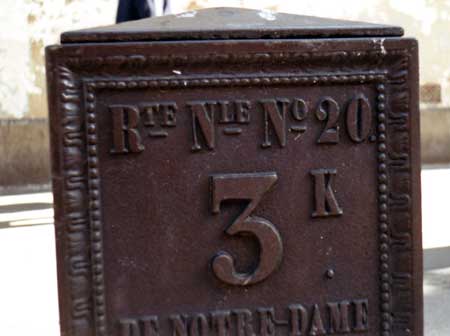 Rte Nle No 20.
3 K.
DE NOTRE-DAME